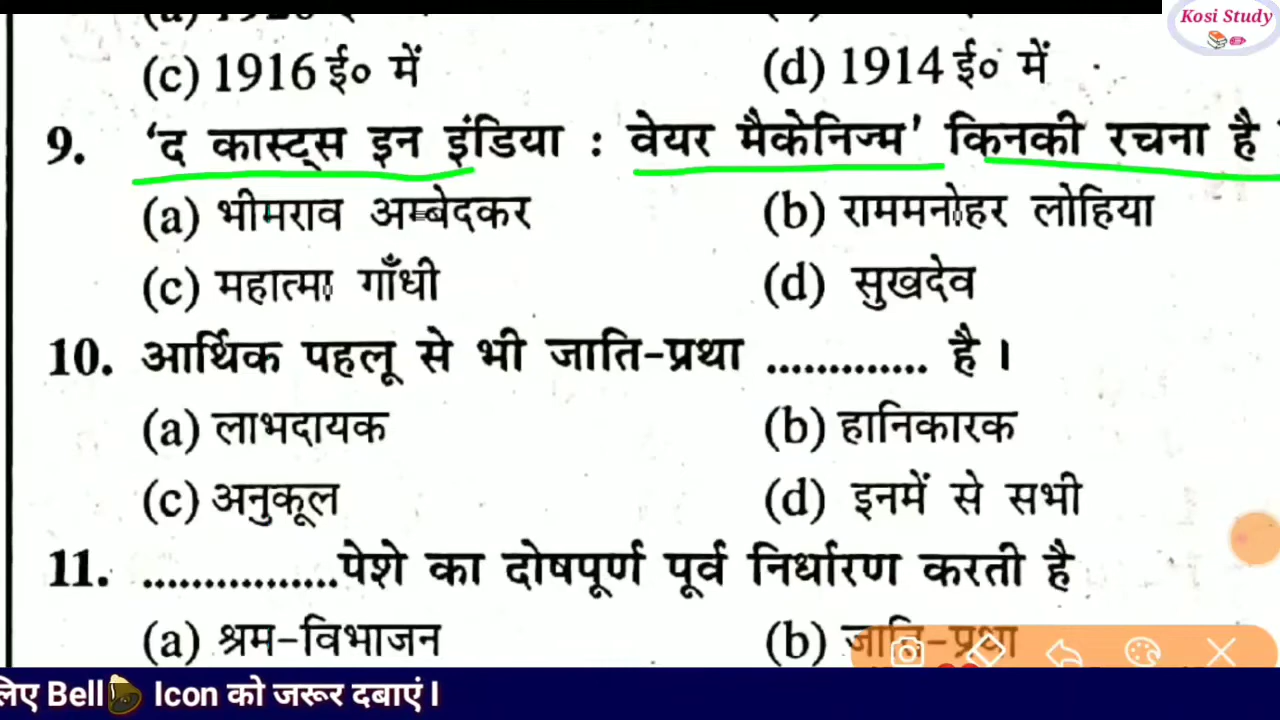 Kosi Study
(c) 1916 ई० में (d) 1914 ई० में
9. ‘द कास्ट्स इन इंडिया : वेयर मैकेनिज्म’ किनकी रचना है
(a) भीमराव अम्बेदकर (b) राममनोहर लोहिया
(c) महात्मा गाँधी (d) सुखदेव
10. आर्थिक पहलू से भी जाति-प्रथा ............. है ।
(a) लाभदायक (b) हानिकारक
(c) अनुकूल (d) इनमें से सभी
11. ................पेशे का दोषपूर्ण पूर्व निर्धारण करती है
(a) श्रम-विभाजन (b) जाति-प्रथा
लिए Bell Icon को जरूर दबाएं।